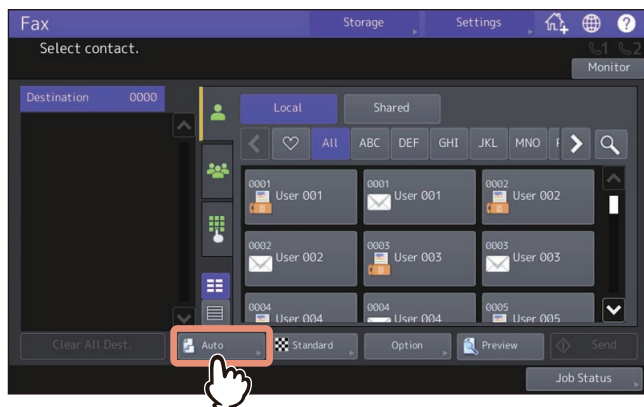 Fax Storage Settings ?
Select contact.
1 2
Monitor
Destination 0000
Local Shared
All ABC DEF GHI JKL MNO
0001 User 001 0001 User 001 0002 User 002
0002 User 002 0003 User 003 0003 User 003
0004 User 004 0004 User 004 0005 User 005
Clear All Dest. Auto Standard Option Preview Send
Job Status